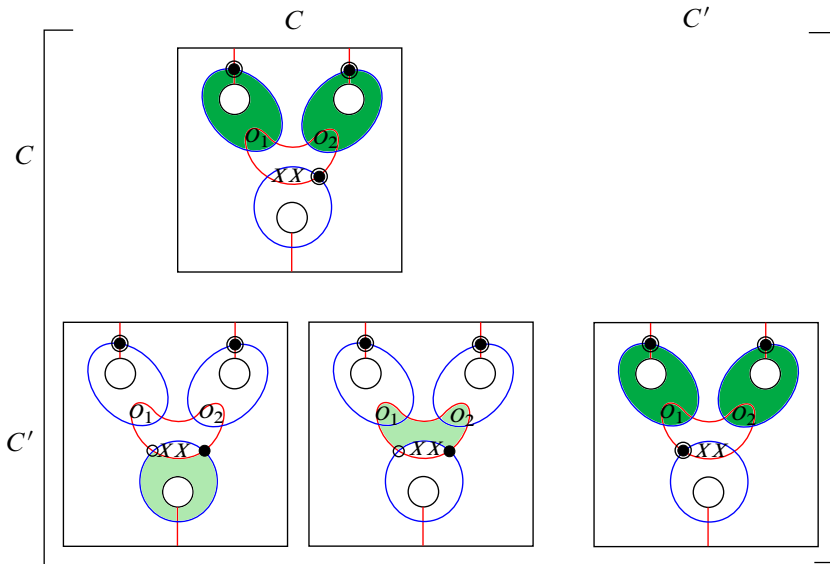 C C′
C
O₁ O₂
X X
C′
O₁ O₂ O₁ O₂ O₁ O₂
X X X X X X